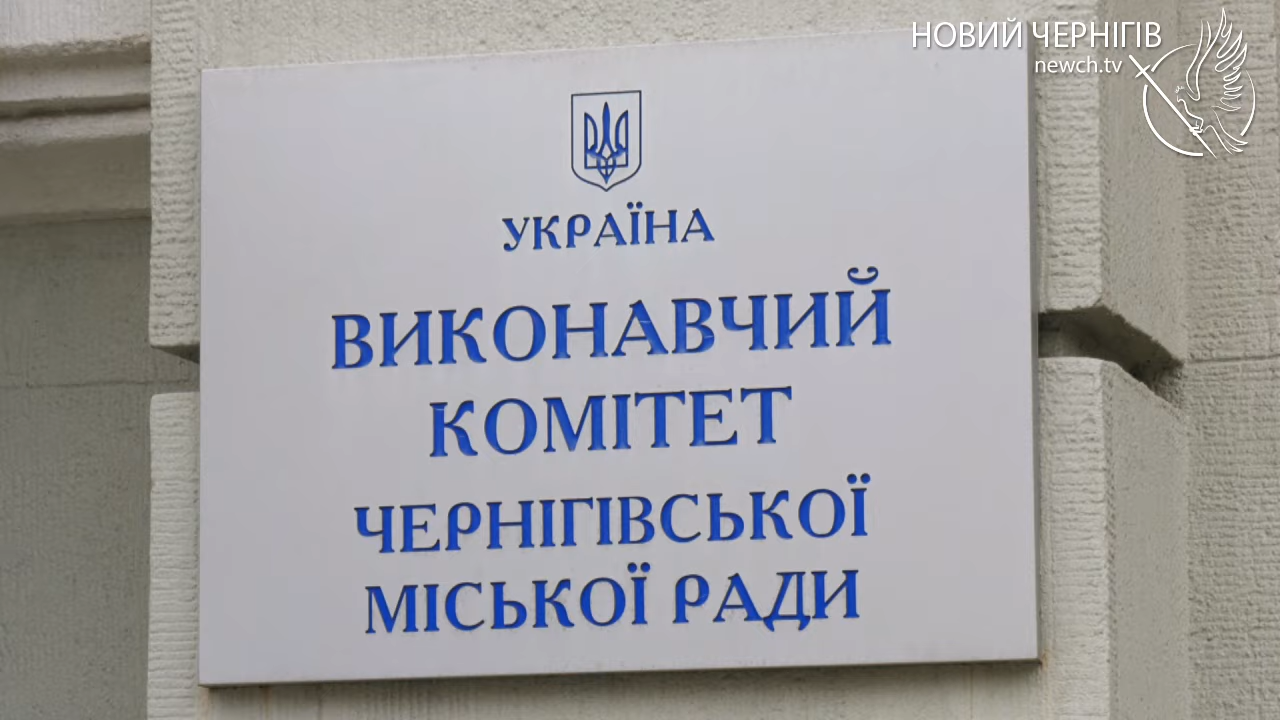 НОВИЙ ЧЕРНІГІВ
newch.tv
УКРАЇНА
ВИКОНАВЧИЙ
КОМІТЕТ
ЧЕРНІГІВСЬКОЇ
МІСЬКОЇ РАДИ